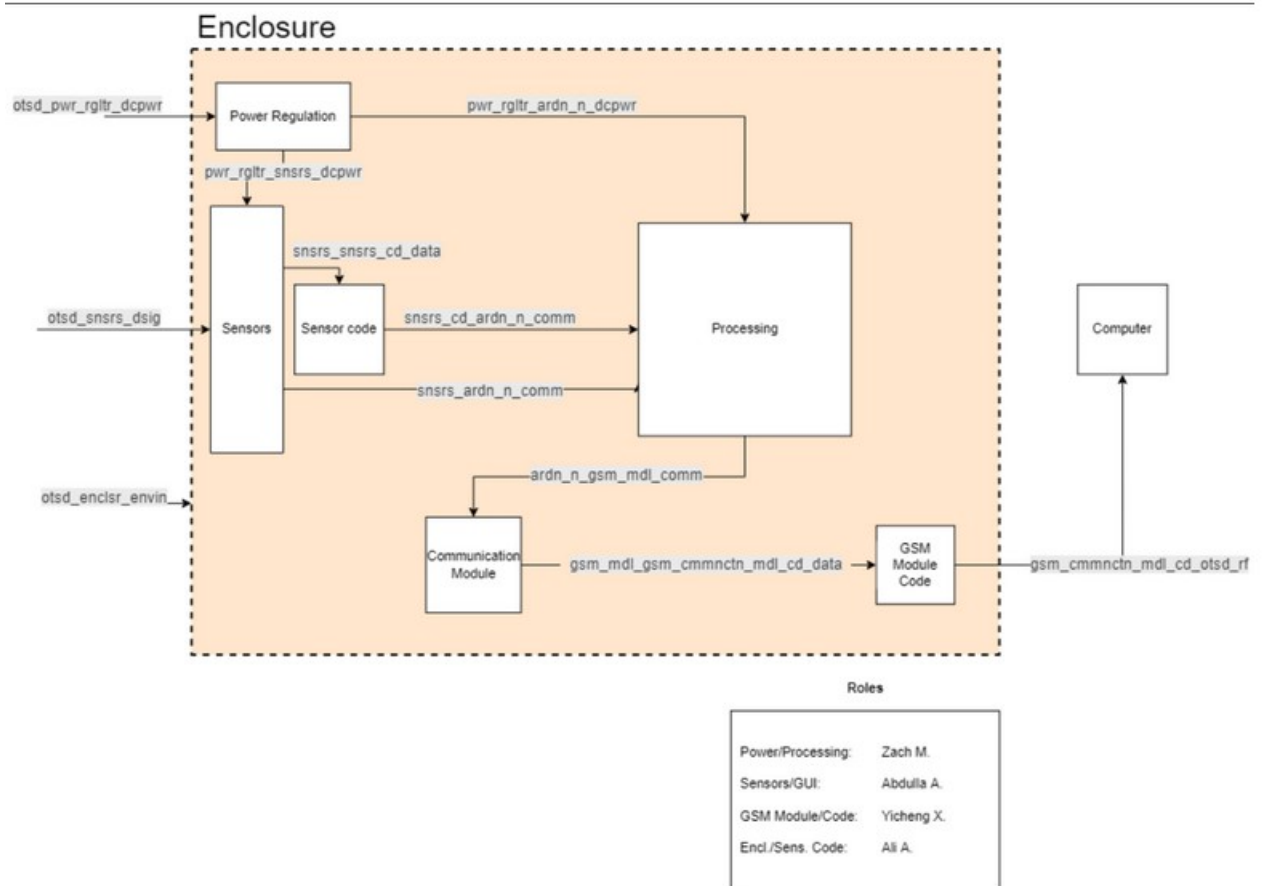 Enclosure
otsd_pwr_rgltr_dcpwr
Power Regulation
pwr_rgltr_ardn_n_dcpwr
pwr_rgltr_snsrs_dcpwr
snsrs_snsrs_cd_data
otsd_snsrs_dsig
Sensors
Sensor code
snsrs_cd_ardn_n_comm
Processing
Computer
snsrs_ardn_n_comm
ardn_n_gsm_mdl_comm
otsd_enclsr_envin
Communication
Module
gsm_mdl_gsm_cmmnctn_mdl_cd_data
GSM
Module
Code
gsm_cmmnctn_mdl_cd_otsd_rf
Roles
Power/Processing: Zach M.
Sensors/GUI: Abdulla A.
GSM Module/Code: Yicheng X.
Encl./Sens. Code: Ali A.